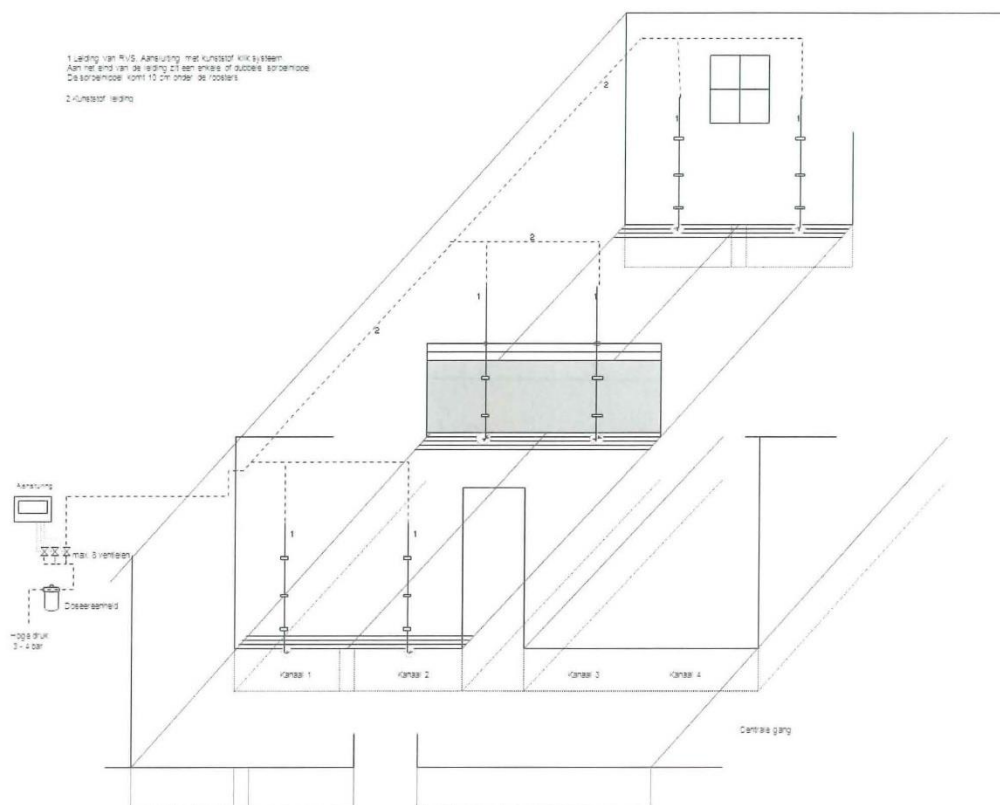 1 Leiding van RVS. Aansluiting met kunststof klik systeem.
Aan het eind van de leiding zit een enkele of dubbele sproeinippel
De sproeinippel komt 10 cm onder de roosters
2 Kunststof leiding
2
1
1
2
1
1
2
Aansturing
1
1
max. 8 ventielen
Doseereenheid
Hoge druk
3 - 4 bar
Kanaal 1
Kanaal 2
Kanaal 3
Kanaal 4
Centrale gang